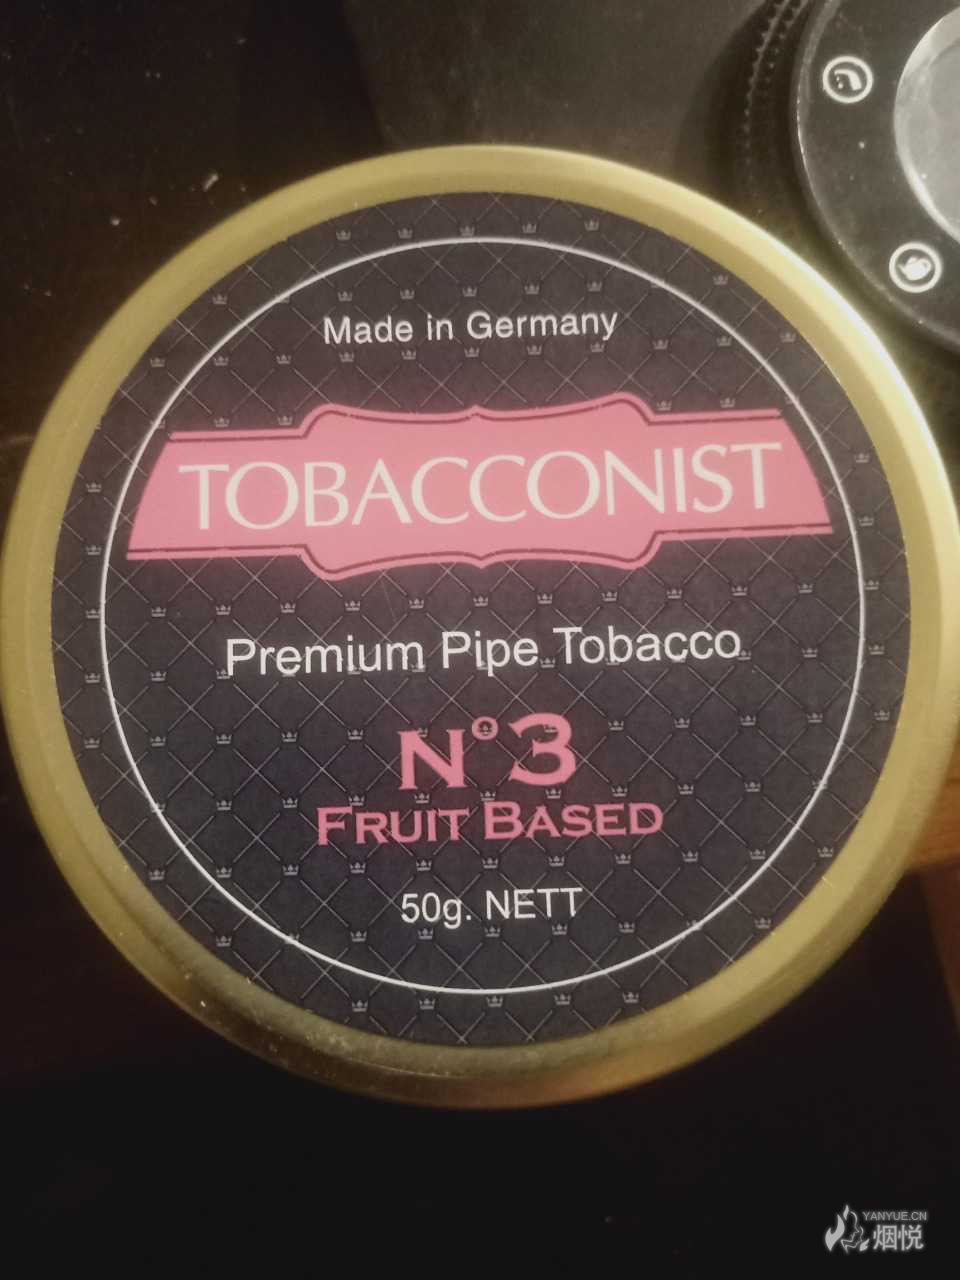 Made in Germany
TOBACCONIST
Premium Pipe Tobacco
N°3
FRUIT BASED
50g. NETT
YANYUE.CN
烟悦